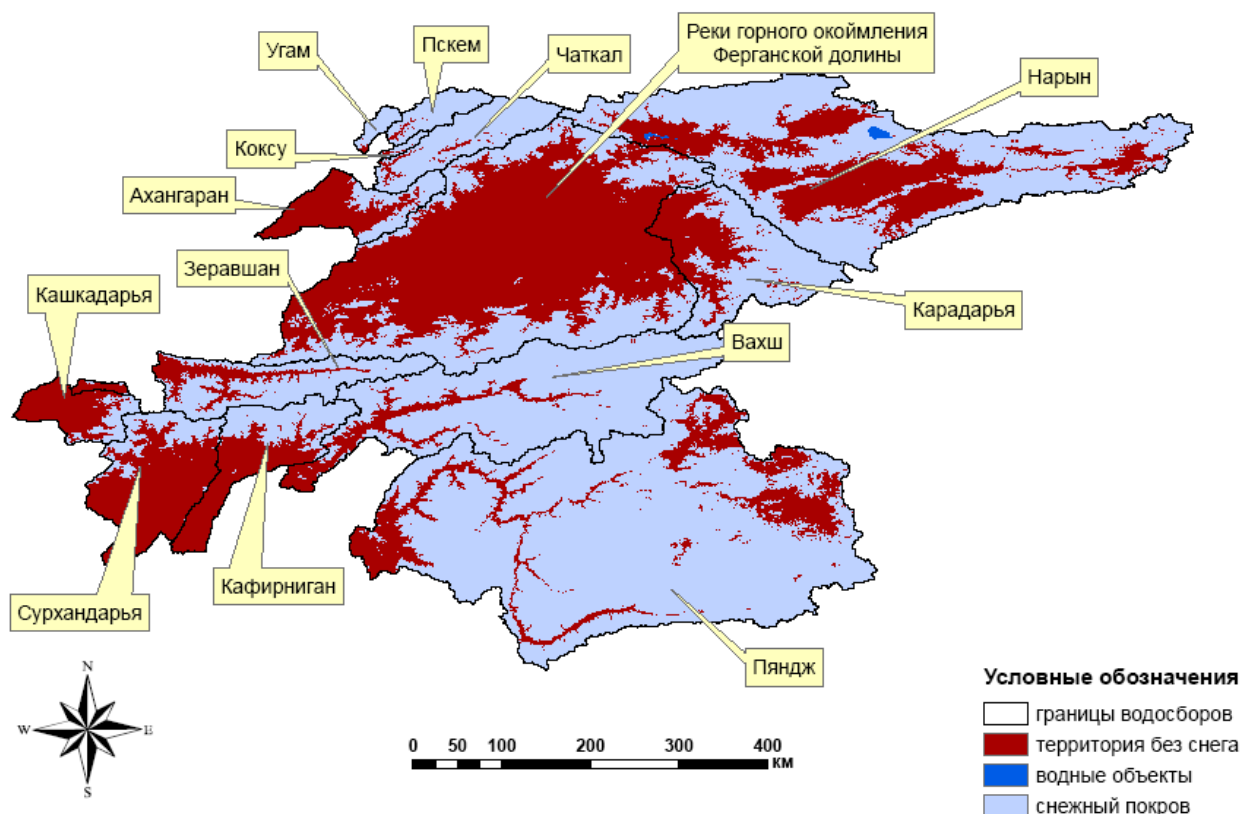 Реки горного окоймления
Ферганской долины
Угам
Пскем
Чаткал
Нарын
Коксу
Ахангаран
Зеравшан
Кашкадарья
Карадарья
Вахш
Кафирниган
Сурхандарья
Пяндж
N
W
E
S
0 50 100 200 300 400
км
Условные обозначения
границы водосборов
территория без снега
водные объекты
снежный покров